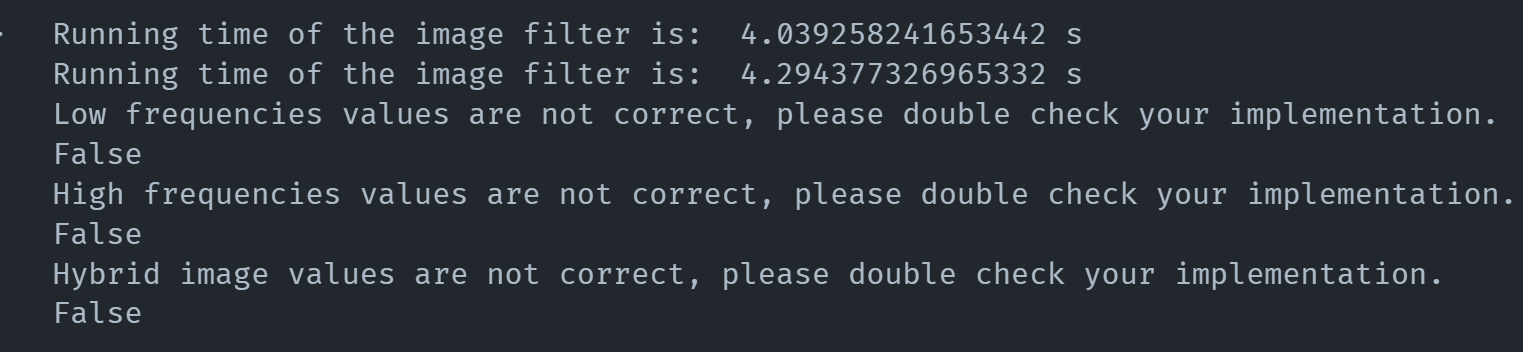 Running time of the image filter is:  4.039258241653442 s
Running time of the image filter is:  4.294377326965332 s
Low frequencies values are not correct, please double check your implementation.
False
High frequencies values are not correct, please double check your implementation.
False
Hybrid image values are not correct, please double check your implementation.
False